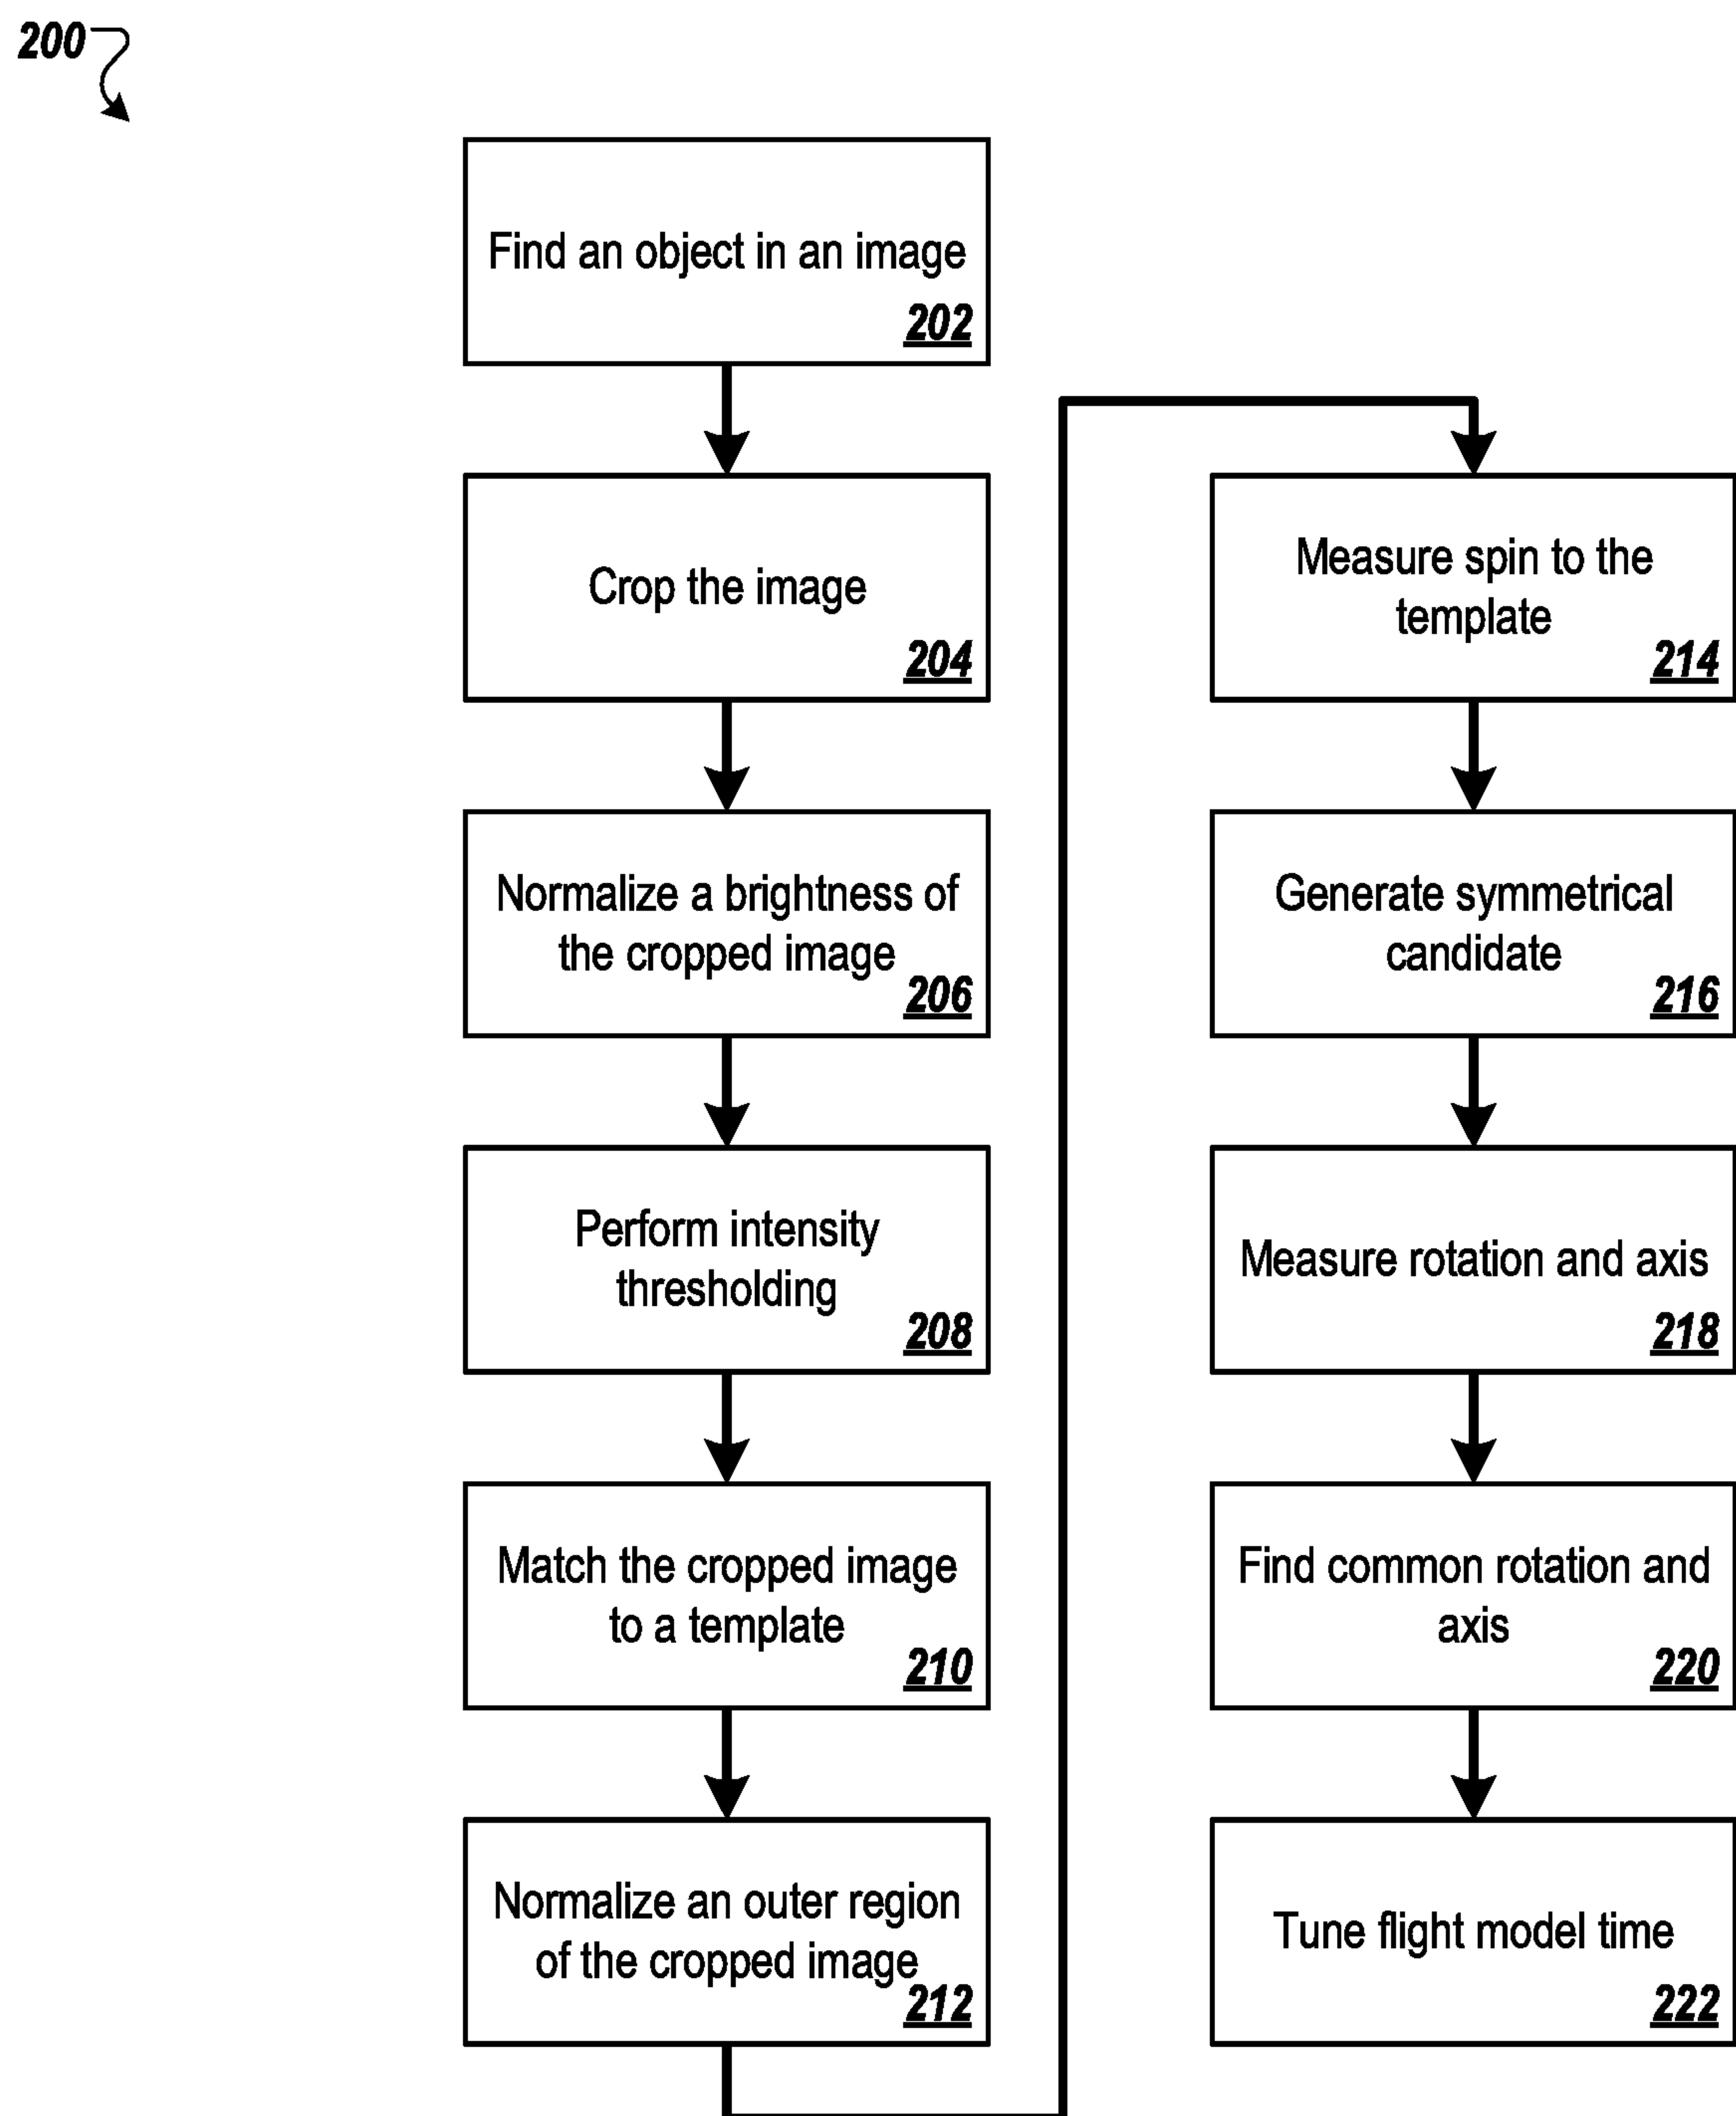 200
Find an object in an image
202
Crop the image
204
Normalize a brightness of
the cropped image
206
Perform intensity
thresholding
208
Match the cropped image
to a template
210
Normalize an outer region
of the cropped image
212
Measure spin to the
template
214
Generate symmetrical
candidate
216
Measure rotation and axis
218
Find common rotation and
axis
220
Tune flight model time
222